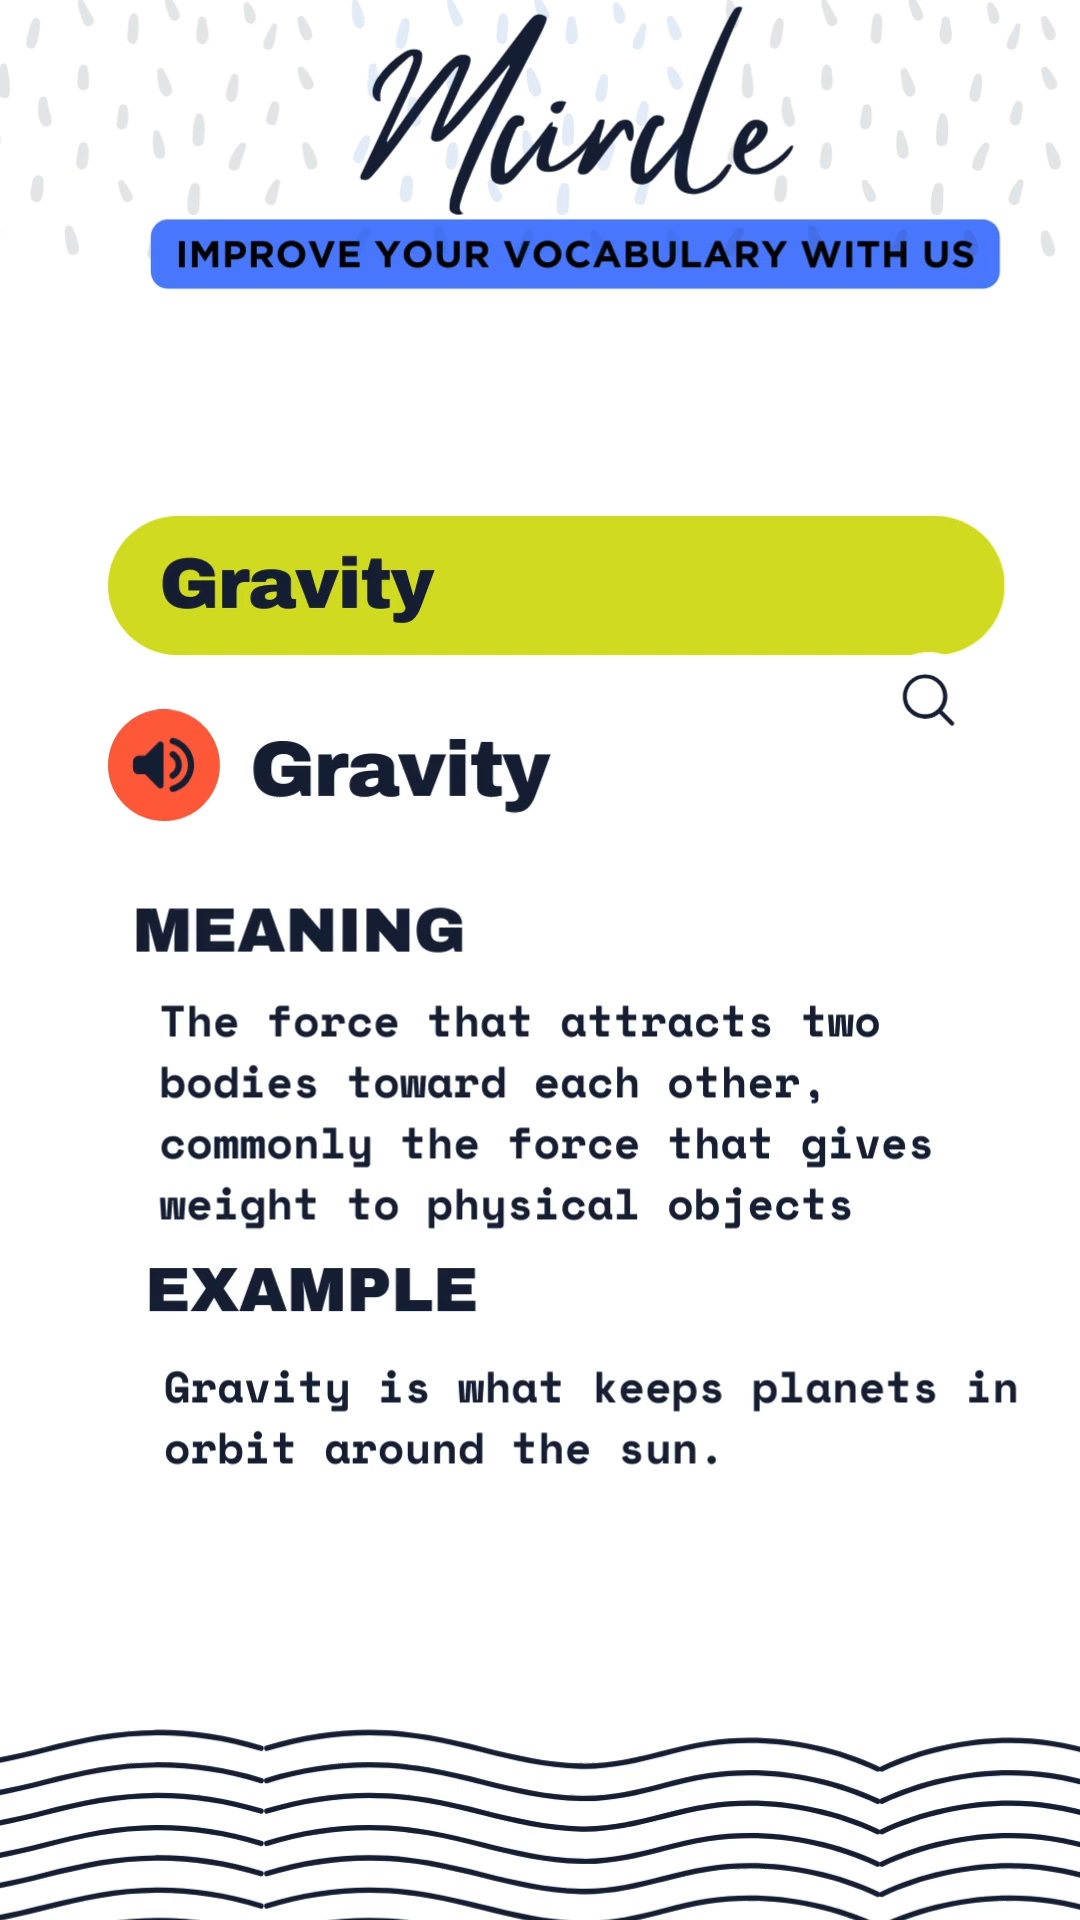 IMPROVE YOUR VOCABULARY WITH US
Gravity
Gravity
MEANING
The force that attracts two
bodies toward each other,
commonly the force that gives
weight to physical objects
EXAMPLE
Gravity is what keeps planets in
orbit around the sun.